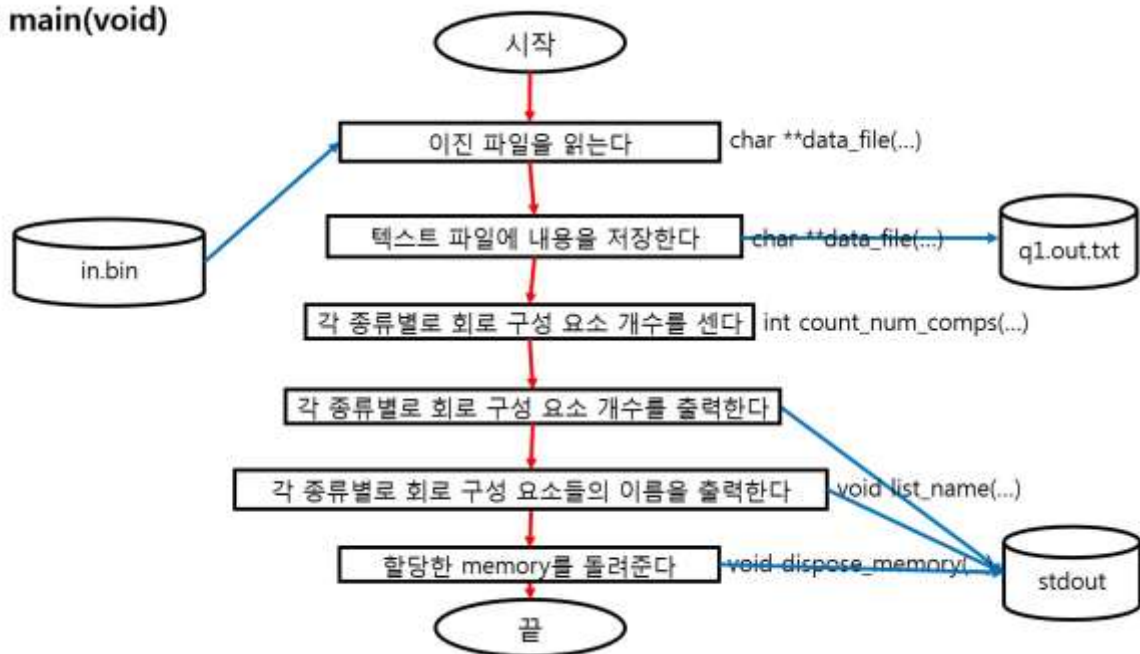 main(void)
시작
이진 파일을 읽는다 char **data_file(...)
in.bin
텍스트 파일에 내용을 저장한다 char **data_file(...)
q1.out.txt
각 종류별로 회로 구성 요소 개수를 센다 int count_num_comps(...)
각 종류별로 회로 구성 요소 개수를 출력한다
각 종류별로 회로 구성 요소들의 이름을 출력한다 void list_name(...)
할당한 memory를 돌려준다 void dispose_memory(...)
stdout
끝